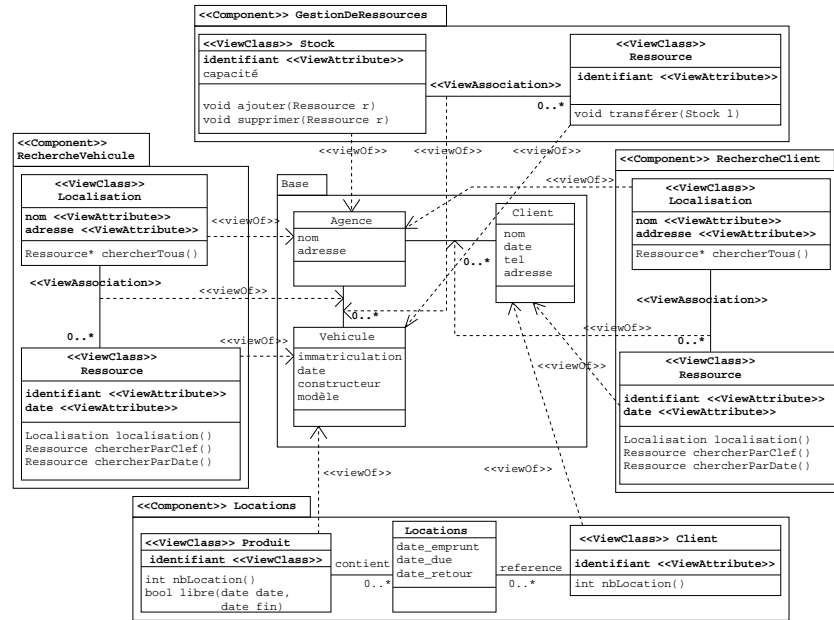 <<Component>> GestionDeRessources
<<ViewClass>> Stock
identifiant <<ViewAttribute>>
capacité
void ajouter(Ressource r)
void supprimer(Ressource r)
<<ViewAssociation>>
0..*
<<ViewClass>>
Ressource
identifiant <<ViewAttribute>>
void transférer(Stock l)
<<viewOf>>
<<viewOf>>
<<viewOf>>
<<Component>>
RechercheVehicule
<<ViewClass>>
Localisation
nom <<ViewAttribute>>
adresse <<ViewAttribute>>
Ressource* chercherTous()
<<ViewAssociation>>
0..*
<<ViewClass>>
Ressource
identifiant <<ViewAttribute>>
date <<ViewAttribute>>
Localisation localisation()
Ressource chercherParClef()
Ressource chercherParDate()
<<viewOf>>
<<viewOf>>
<<viewOf>>
Base
Agence
nom
adresse
Client
nom
date
tel
adresse
0..*
0..*
Vehicule
immatriculation
date
constructeur
modèle
<<Component>> RechercheClient
<<ViewClass>>
Localisation
nom <<ViewAttribute>>
addresse <<ViewAttribute>>
Ressource* chercherTous()
<<ViewAssociation>>
0..*
<<ViewClass>>
Ressource
identifiant <<ViewAttribute>>
date <<ViewAttribute>>
Localisation localisation()
Ressource chercherParClef()
Ressource chercherParDate()
<<viewOf>>
<<viewOf>>
<<viewOf>>
<<viewOf>>
<<viewOf>>
<<Component>> Locations
<<ViewClass>> Produit
identifiant <<ViewClass>>
int nbLocation()
bool libre(date date,
date fin)
contient
0..*
Locations
date_emprunt
date_due
date_retour
reference
0..*
<<ViewClass>> Client
identifiant <<ViewAttribute>>
int nbLocation()